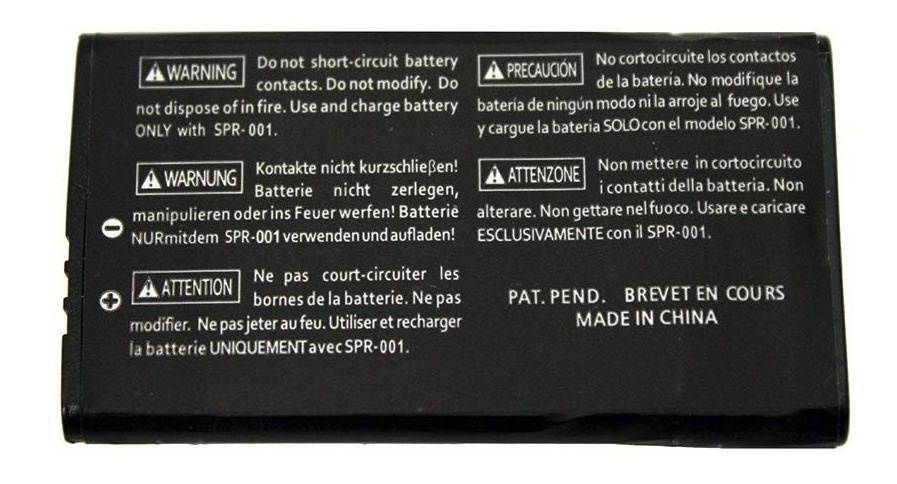 WARNING Do not short-circuit battery
contacts. Do not modify. Do
not dispose of in fire. Use and charge battery
ONLY with SPR-001.
WARNUNG Kontakte nicht kurzschließen!
Batterie nicht zerlegen,
manipulieren oder ins Feuer werfen! Batterie
NURmitdem SPR-001 verwenden und aufladen!
ATTENTION Ne pas court-circuiter les
bornes de la batterie. Ne pas
modifier. Ne pas jeter au feu. Utiliser et recharger
la batterie UNIQUEMENT avec SPR-001.
PRECAUCIÓN No cortocircuite los contactos
de la batería. No modifique la
batería de ningún modo ni la arroje al fuego. Use
y cargue la bateria SOLO con el modelo SPR-001.
ATTENZONE Non mettere in cortocircuito
i contatti della batteria. Non
alterare. Non gettare nel fuoco. Usare e caricare
ESCLUSIVAMENTE con il SPR-001.
PAT. PEND. BREVET EN COURS
MADE IN CHINA